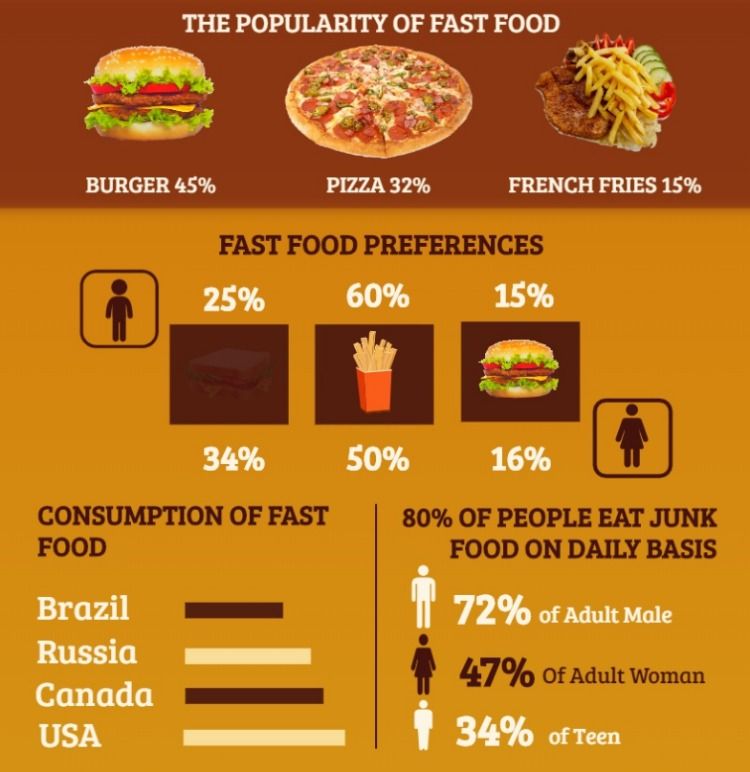 THE POPULARITY OF FAST FOOD
BURGER 45%
PIZZA 32%
FRENCH FRIES 15%
FAST FOOD PREFERENCES
25%
60%
15%
34%
50%
16%
CONSUMPTION OF FAST
FOOD
Brazil
Russia
Canada
USA
80% OF PEOPLE EAT JUNK
FOOD ON DAILY BASIS
72% of Adult Male
47% Of Adult Woman
34% of Teen